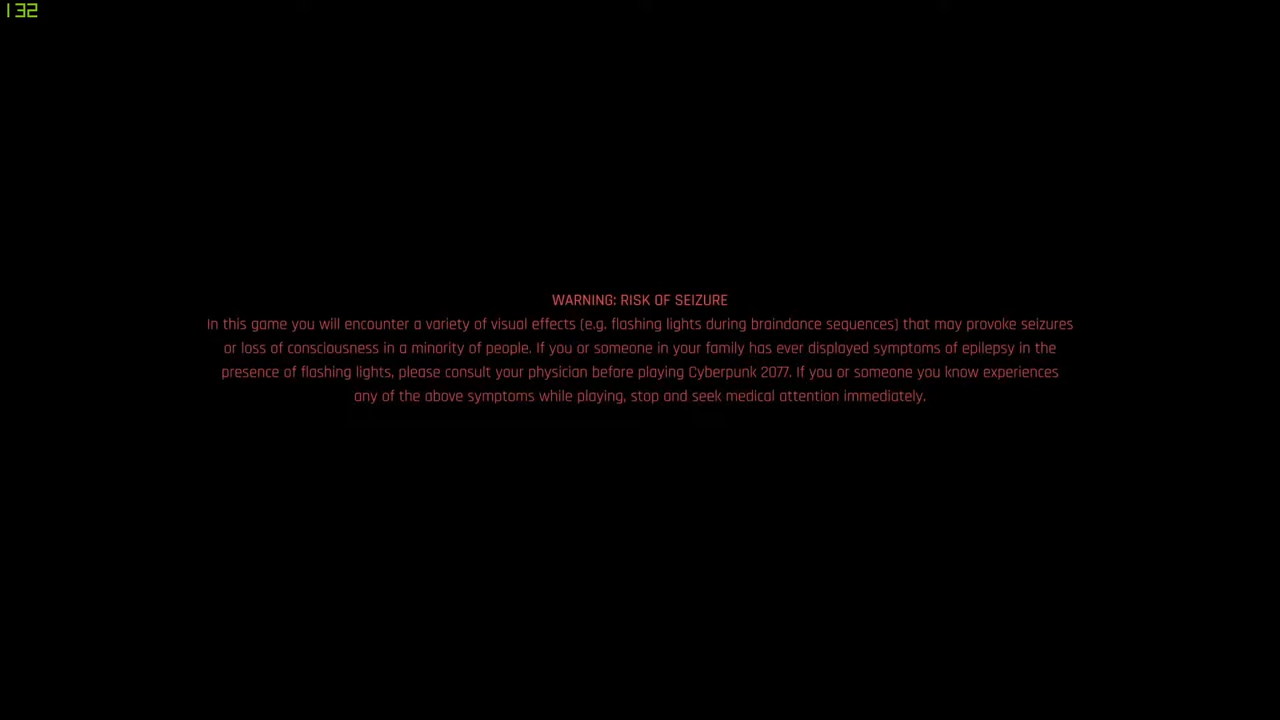 132
WARNING: RISK OF SEIZURE
In this game you will encounter a variety of visual effects (e.g. flashing lights during braindance sequences) that may provoke seizures
or loss of consciousness in a minority of people. If you or someone in your family has ever displayed symptoms of epilepsy in the
presence of flashing lights, please consult your physician before playing Cyberpunk 2077. If you or someone you know experiences
any of the above symptoms while playing, stop and seek medical attention immediately.